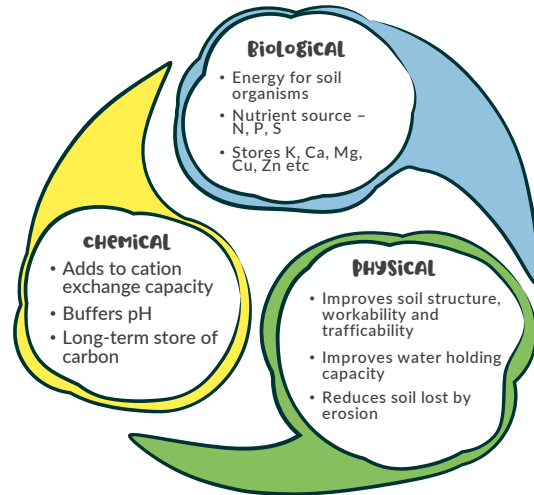 Biological
• Energy for soil
organisms
• Nutrient source –
N, P, S
• Stores K, Ca, Mg,
Cu, Zn etc
chemical
• Adds to cation
exchange capacity
• Buffers pH
• Long-term store of
carbon
physical
• Improves soil structure,
workability and
trafficability
• Improves water holding
capacity
• Reduces soil lost by
erosion